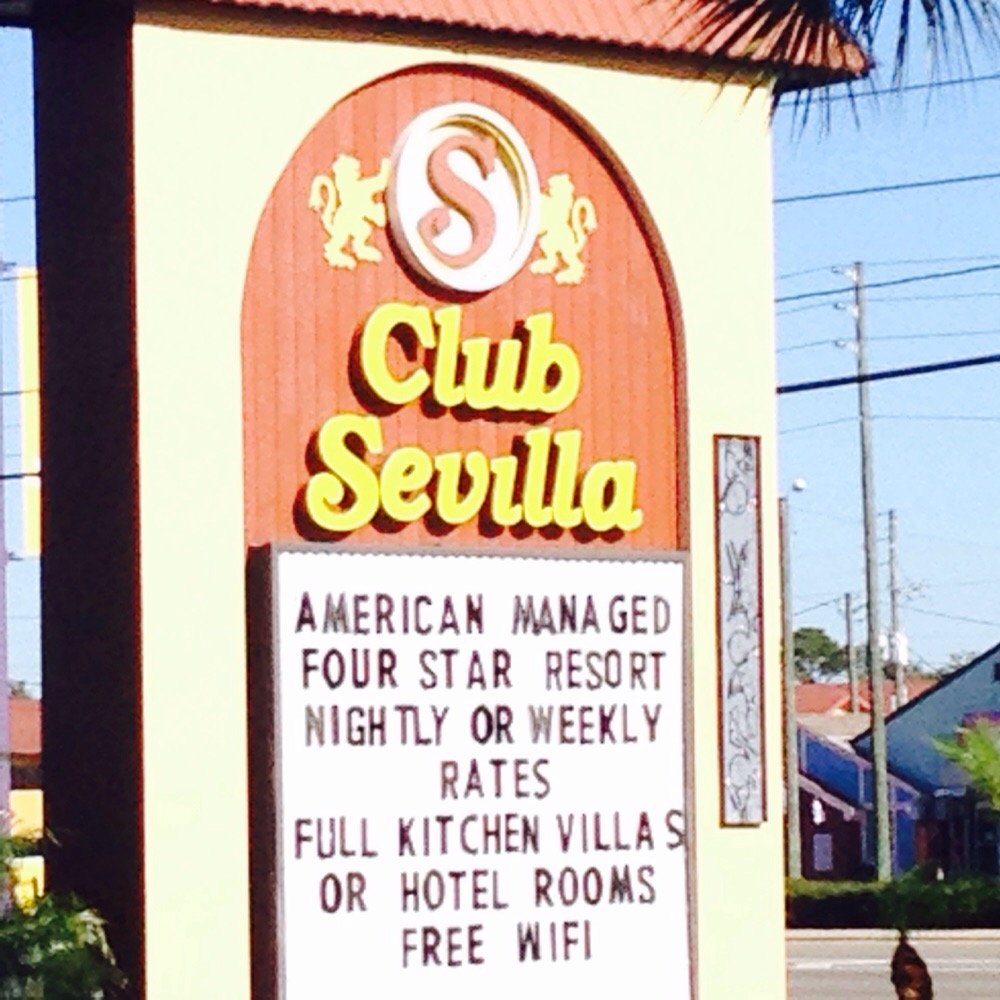 S
Club
Sevilla
AMERICAN MANAGED
FOUR STAR RESORT
NIGHTLY OR WEEKLY
RATES
FULL KITCHEN VILLAS
OR HOTEL ROOMS
FREE WIFI